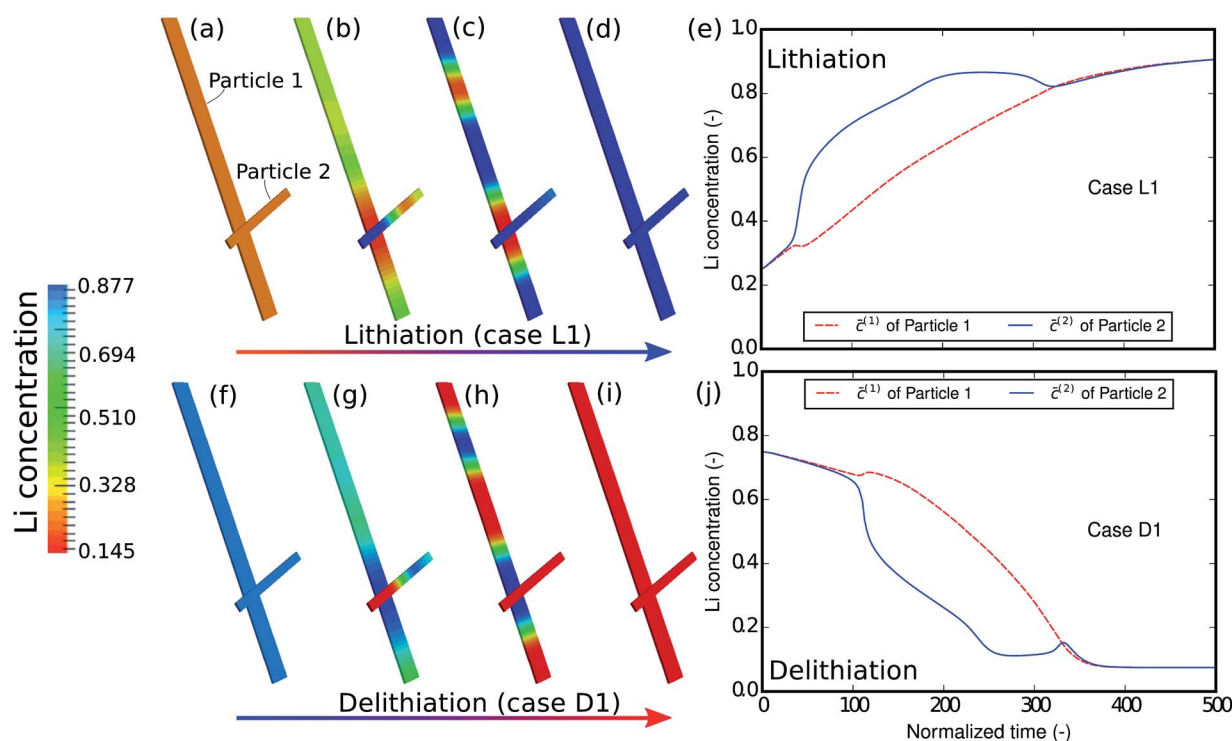 (a)
(b)
(c)
(d)
(e)
Particle 1
Particle 2
Lithiation (case L1)
Li concentration
0.877
0.694
0.510
0.328
0.145
(f)
(g)
(h)
(i)
(j)
Delithiation (case D1)
1.0
0.8
0.6
0.4
0.2
0.0
Li concentration (-)
Lithiation
Case L1
c̄⁽¹⁾ of Particle 1
c̄⁽²⁾ of Particle 2
1.0
0.8
0.6
0.4
0.2
0.0
Li concentration (-)
c̄⁽¹⁾ of Particle 1
c̄⁽²⁾ of Particle 2
Case D1
Delithiation
0 100 200 300 400 500
Normalized time (-)